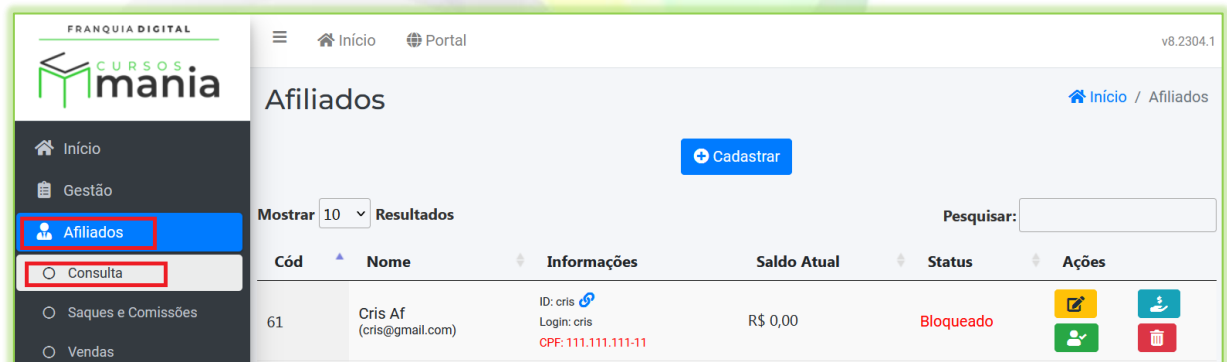 FRANQUIA DIGITAL
CURSOS
mania
Início
Gestão
Afiliados
Consulta
Saques e Comissões
Vendas
Início Portal v8.2304.1
Afiliados Início / Afiliados
Cadastrar
Mostrar 10 Resultados Pesquisar:
Cód Nome Informações Saldo Atual Status Ações
61 Cris Af (cris@gmail.com) ID: cris R$ 0,00 Bloqueado
Login: cris
CPF: 111.111.111-11